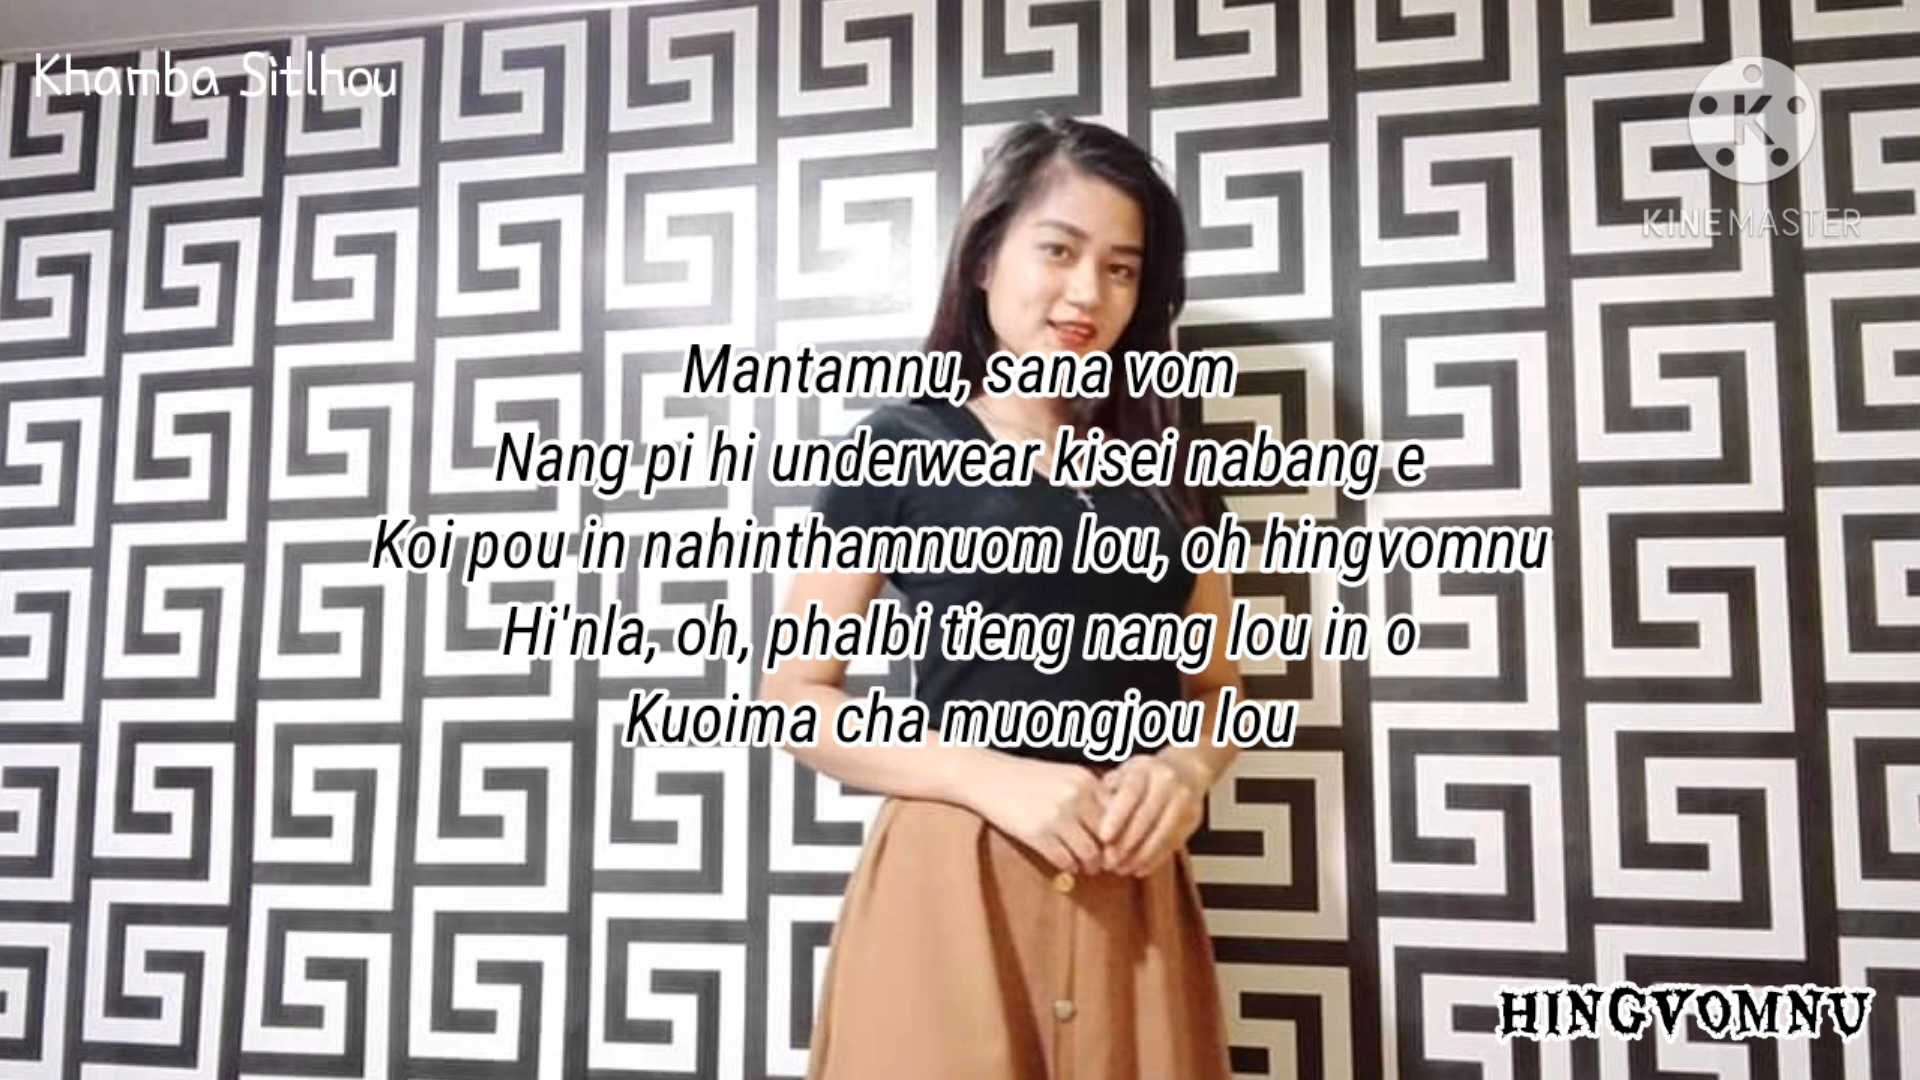 Khamba Sitlhou
KINEMASTER
Mantamnu, sana vom
Nang pi hi underwear kisei nabang e
Koi pou in nahinthamnuom lou, oh hingvomnu
Hi'nla, oh, phalbi tieng nang lou in o
Kuoima cha muongjou lou
HINGVOMNU